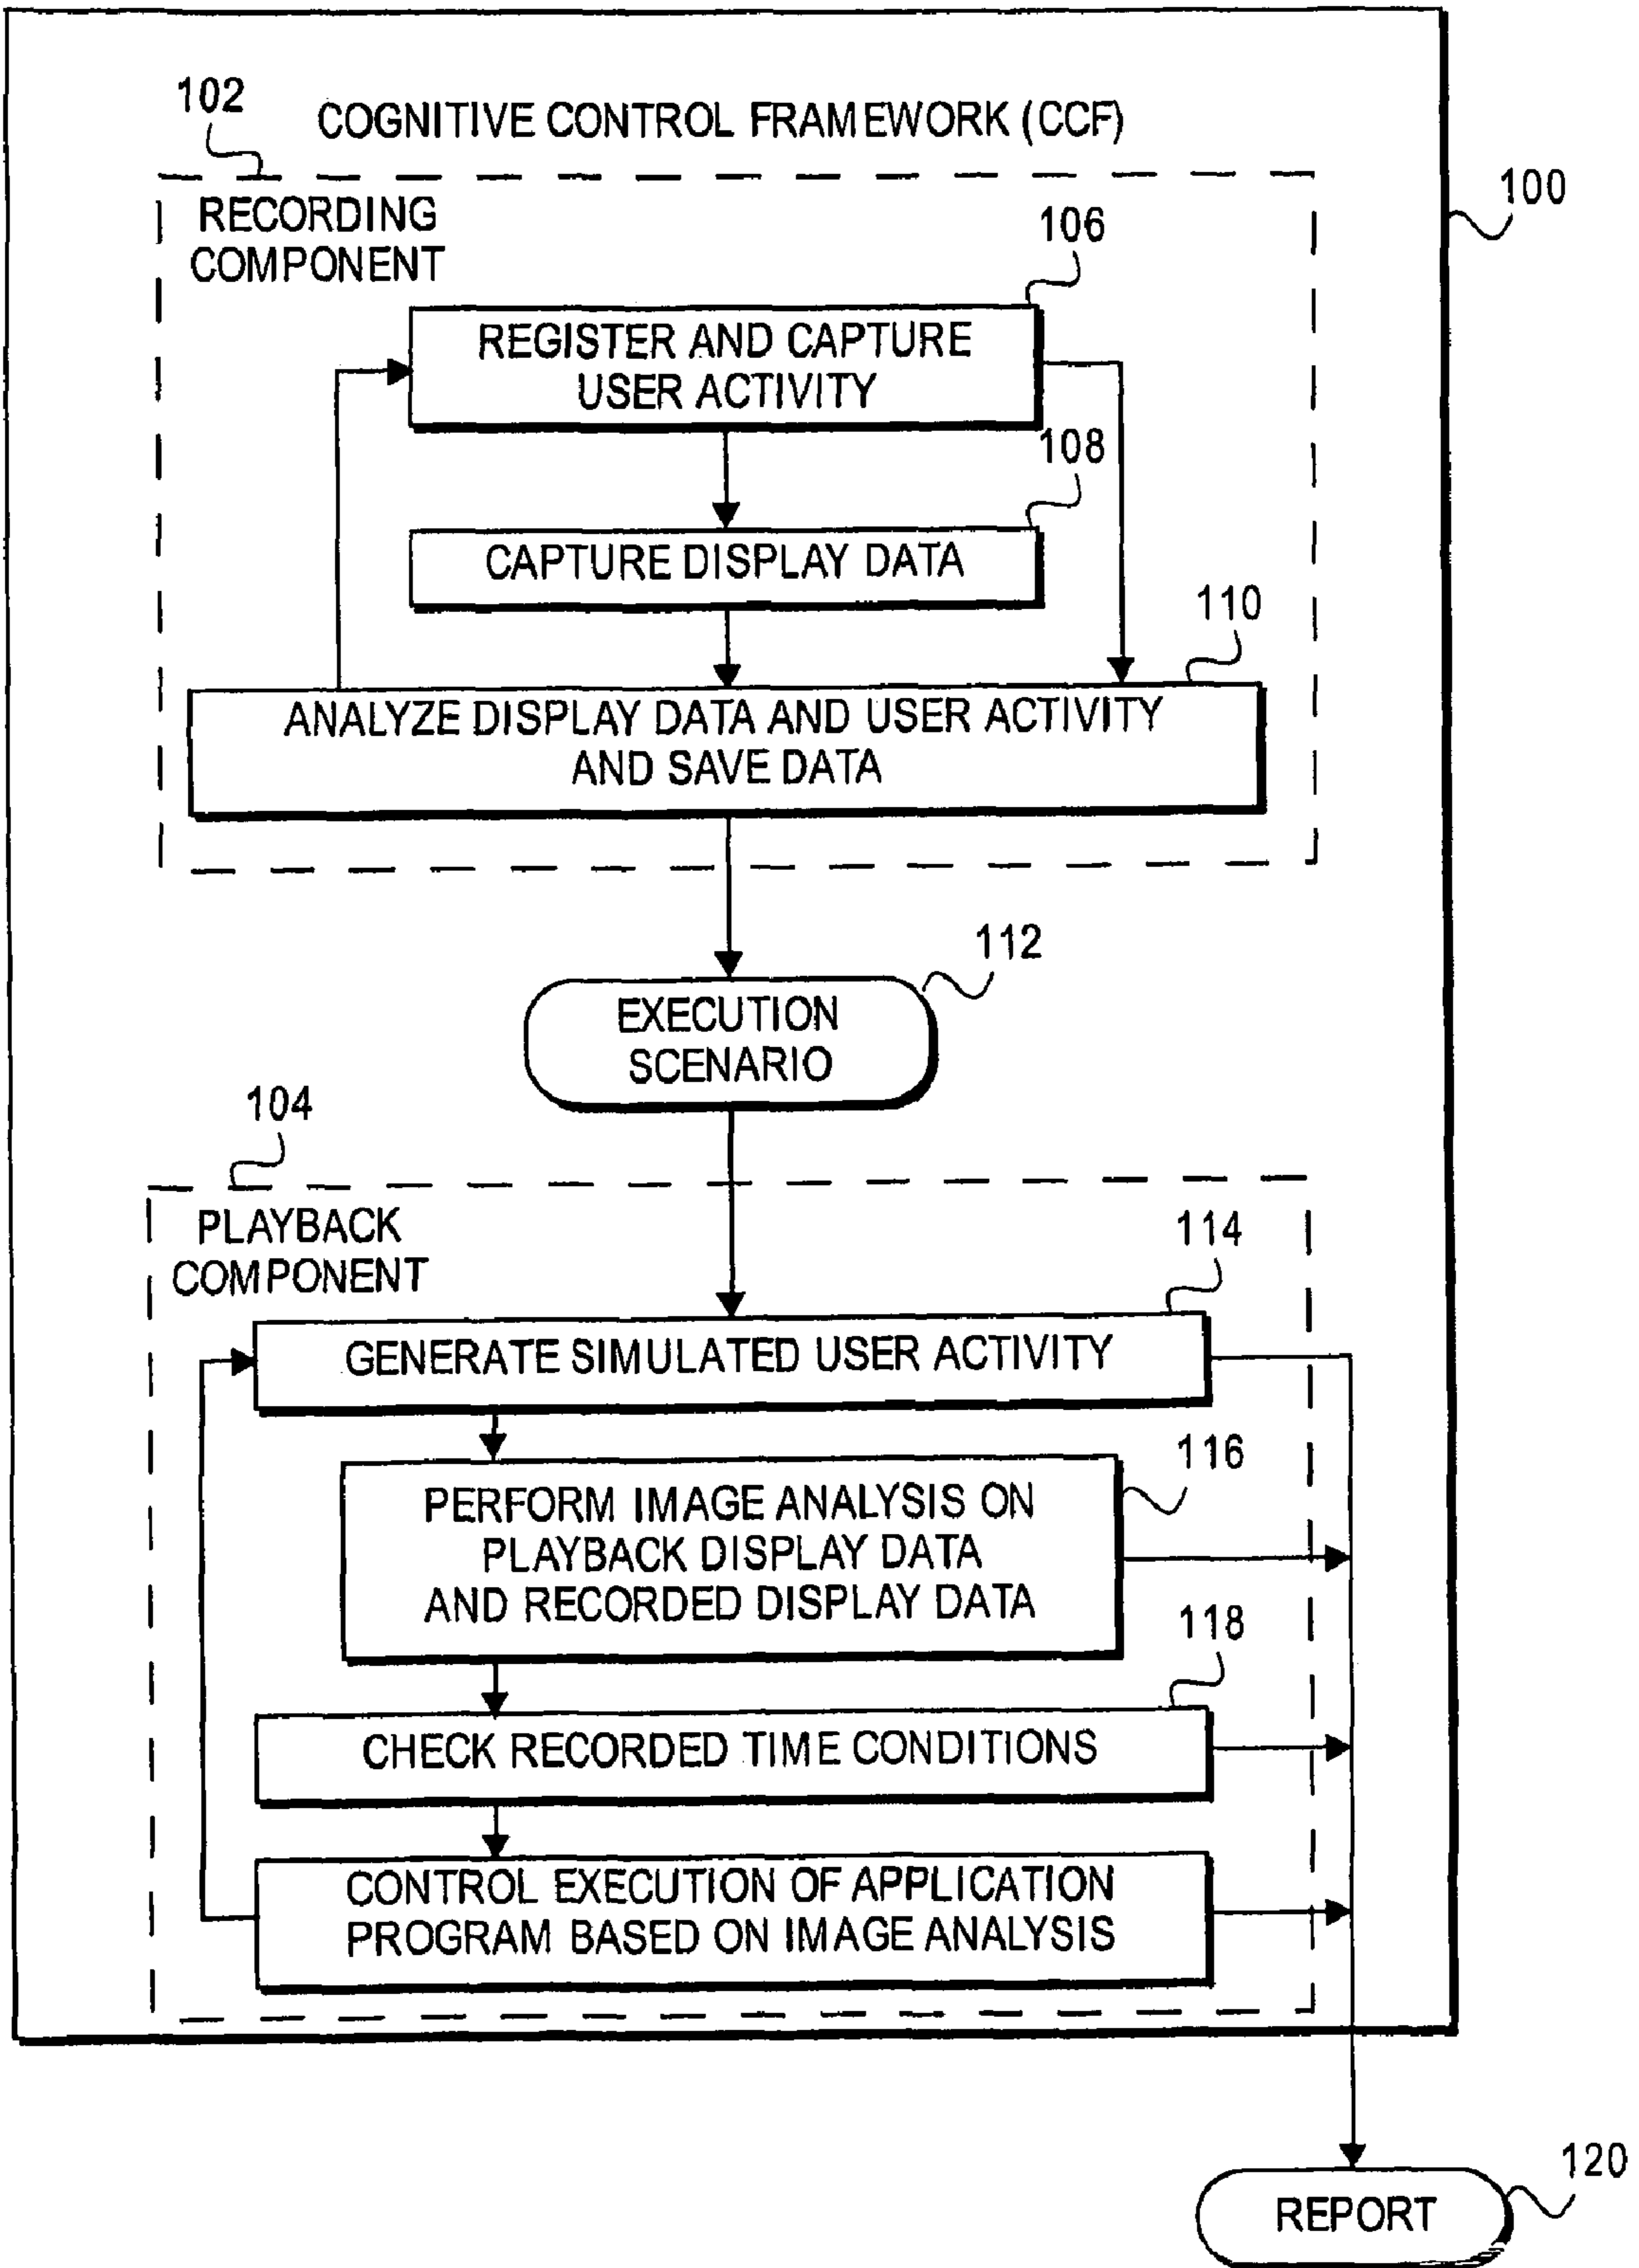 102
COGNITIVE CONTROL FRAMEWORK (CCF)
100
RECORDING
COMPONENT
106
REGISTER AND CAPTURE
USER ACTIVITY
108
CAPTURE DISPLAY DATA
110
ANALYZE DISPLAY DATA AND USER ACTIVITY
AND SAVE DATA
112
EXECUTION
SCENARIO
104
PLAYBACK
COMPONENT
114
GENERATE SIMULATED USER ACTIVITY
116
PERFORM IMAGE ANALYSIS ON
PLAYBACK DISPLAY DATA
AND RECORDED DISPLAY DATA
118
CHECK RECORDED TIME CONDITIONS
CONTROL EXECUTION OF APPLICATION
PROGRAM BASED ON IMAGE ANALYSIS
120
REPORT